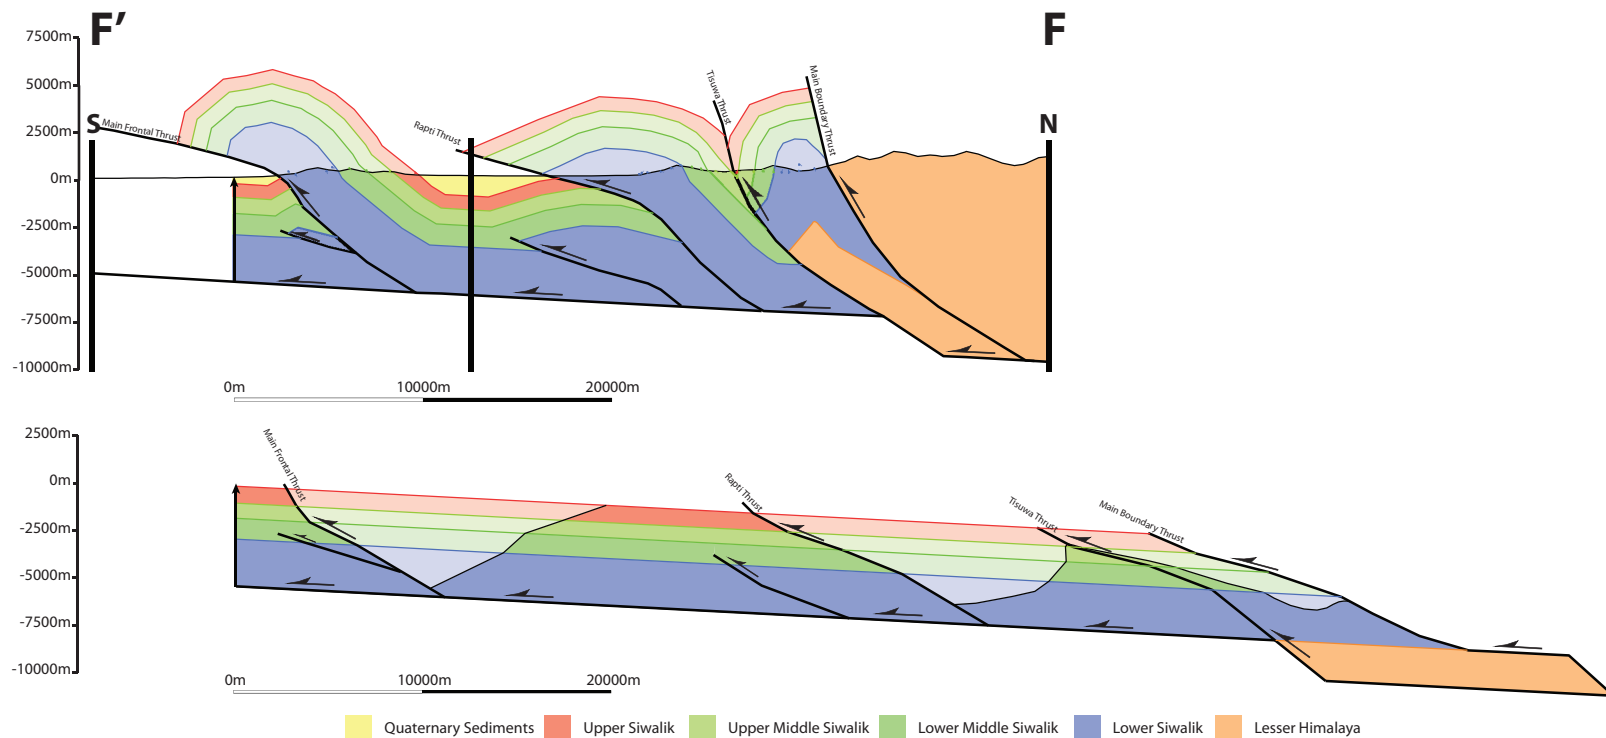 F’
F
7500m
5000m
2500m
0m
-2500m
-5000m
-7500m
-10000m
S
N
Main Frontal Thrust
Rapti Thrust
Tisuwa Thrust
Main Boundary Thrust
0m
10000m
20000m
2500m
0m
-2500m
-5000m
-7500m
-10000m
Main Frontal Thrust
Rapti Thrust
Tisuwa Thrust
Main Boundary Thrust
0m
10000m
20000m
Quaternary Sediments
Upper Siwalik
Upper Middle Siwalik
Lower Middle Siwalik
Lower Siwalik
Lesser Himalaya